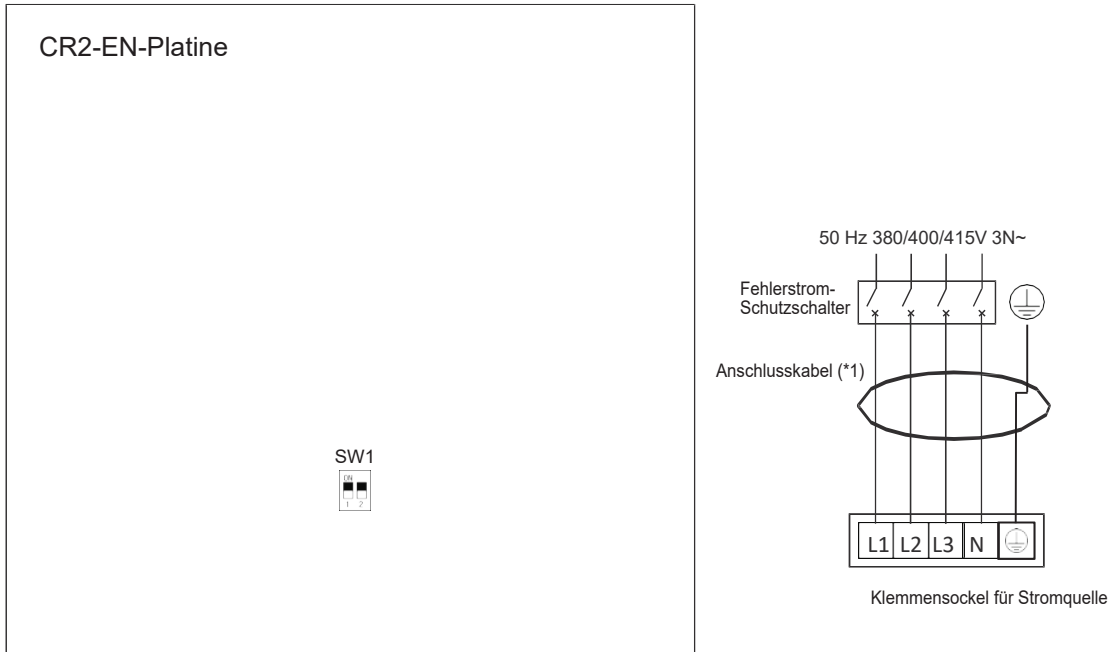 CR2-EN-Platine
50 Hz 380/400/415V 3N~
Fehlerstrom-
Schutzschalter
Anschlusskabel (*1)
SW1
ON
1 2
L1 L2 L3 N
Klemmensockel für Stromquelle